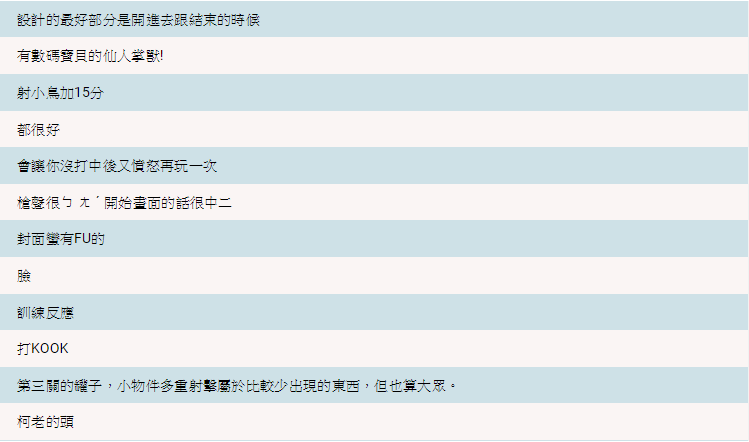 設計的最好部分是開進去跟結束的時候
有數碼寶貝的仙人掌獸!
射小鳥加15分
都很好
會讓你沒打中後又憤怒再玩一次
槍聲很ㄅㄤˊ開始畫面的話很中二
封面蠻有FU的
臉
訓練反應
打KOOK
第三關的罐子，小物件多重射擊屬於比較少出現的東西，但也算大眾。
柯老的頭